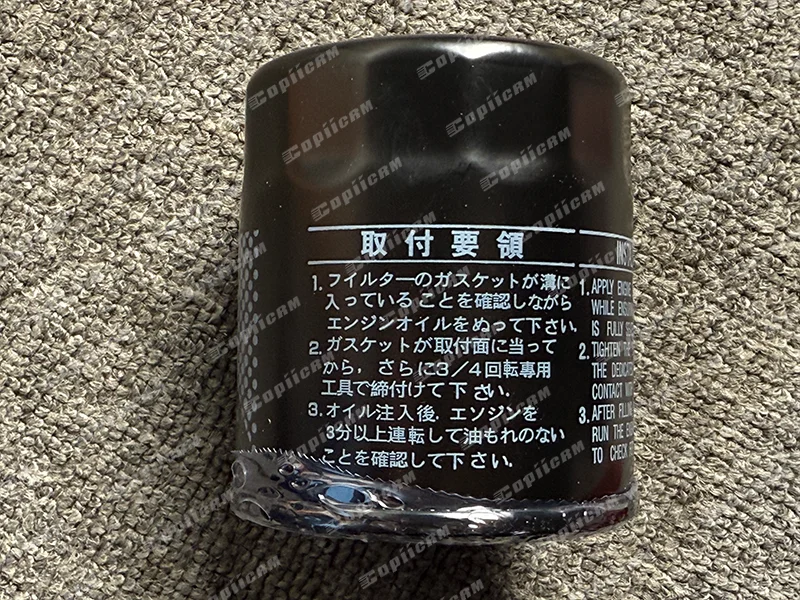 取付要領
1. フイルターのガスケットが溝に
入っていることを確認しながら
エンジンオイルをぬって下さい.
2. ガスケットが取付面に当って
から, さらに3/4回転専用
工具で締付けて下さい.
3. オイル注入後, エソジンを
3分以上運転して油もれのない
ことを確認して下さい.
1. APPLY
WHILE
IS FULLY
2. TIGHTEN
THE
CONTACT
3. AFTER
RUN THE
TO CHECK
COPIICAM